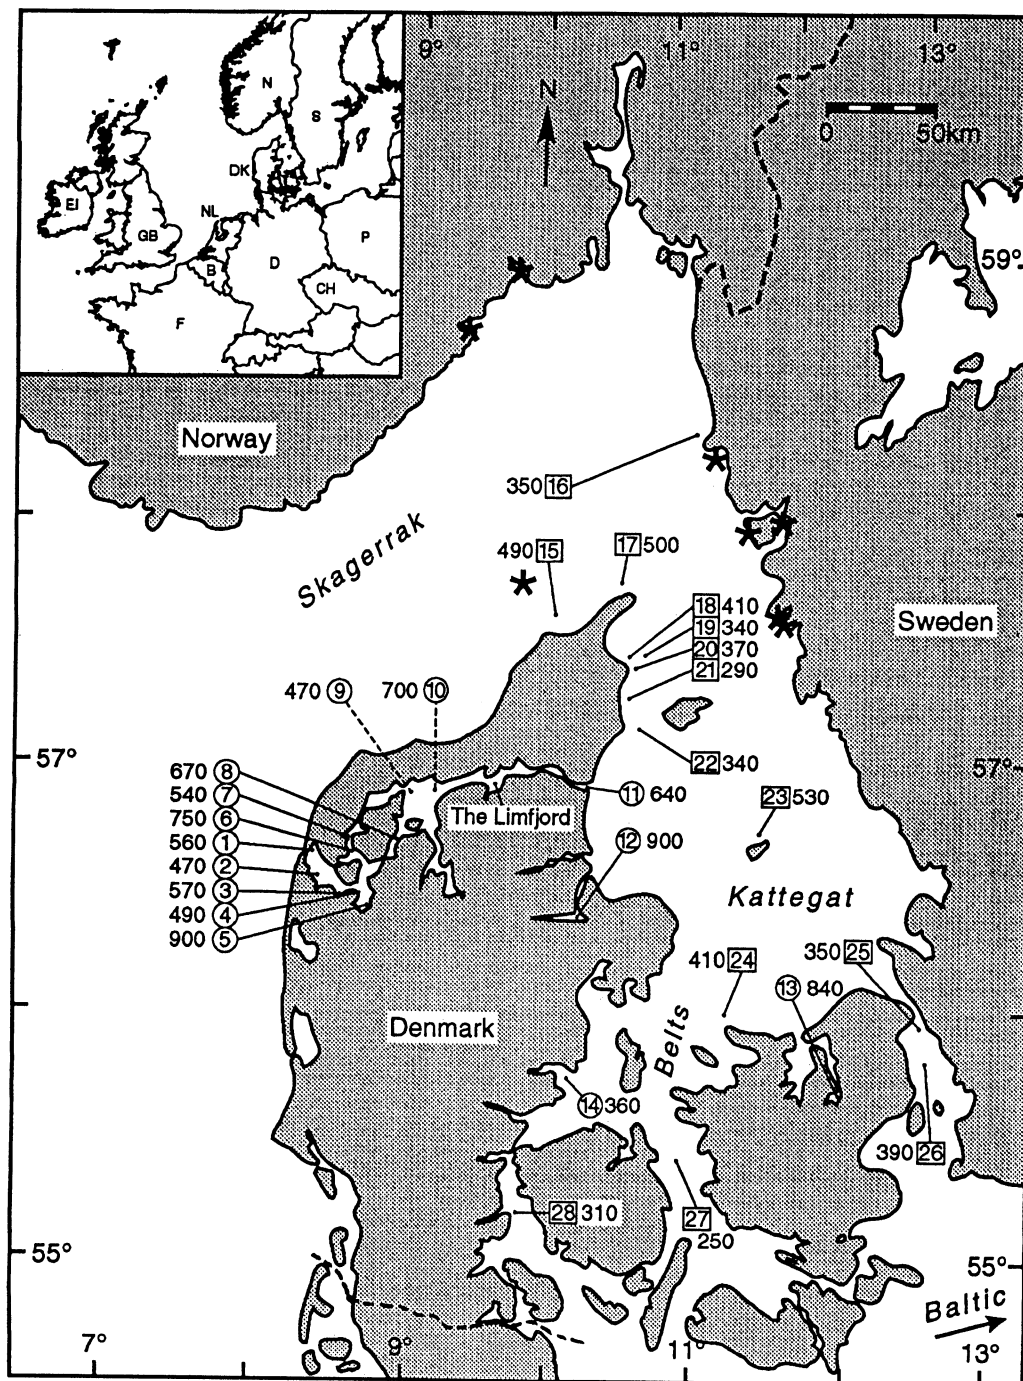 9°
11°
13°
N
0 50km
N
S
DK
EI
NL
GB
B
D
P
CH
F
59°
Norway
350 16
Skagerrak
490 15
17 500
18 410
19 340
20 370
21 290
Sweden
470 9
700 10
22 340
57°
57°
670 8
540 7
750 6
560 1
470 2
570 3
490 4
900 5
The Limfjord
11 640
23 530
12 900
Kattegat
410 24
350 25
13 840
Denmark
Belts
14 360
390 26
28 310
27
250
55°
55°
Baltic
7°
9°
11°
13°